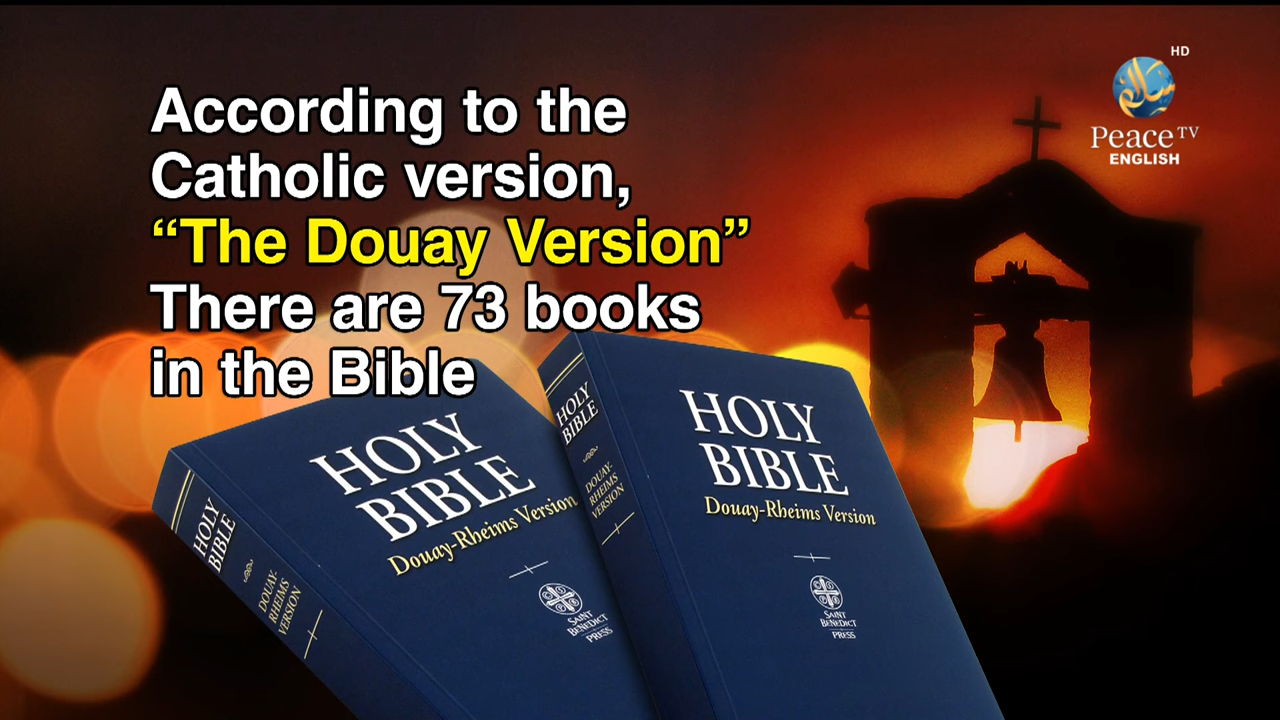 According to the
Catholic version,
“The Douay Version”
There are 73 books
in the Bible
HD
سلام
Peace TV
ENGLISH
HOLY
BIBLE
Douay-Rheims Version
SAINT
BENEDICT
PRESS
HOLY
BIBLE
DOUAY-
RHEIMS
VERSION
HOLY
BIBLE
Douay-Rheims Version
SAINT
BENEDICT
PRESS
HOLY
BIBLE
DOUAY-
RHEIMS
VERSION